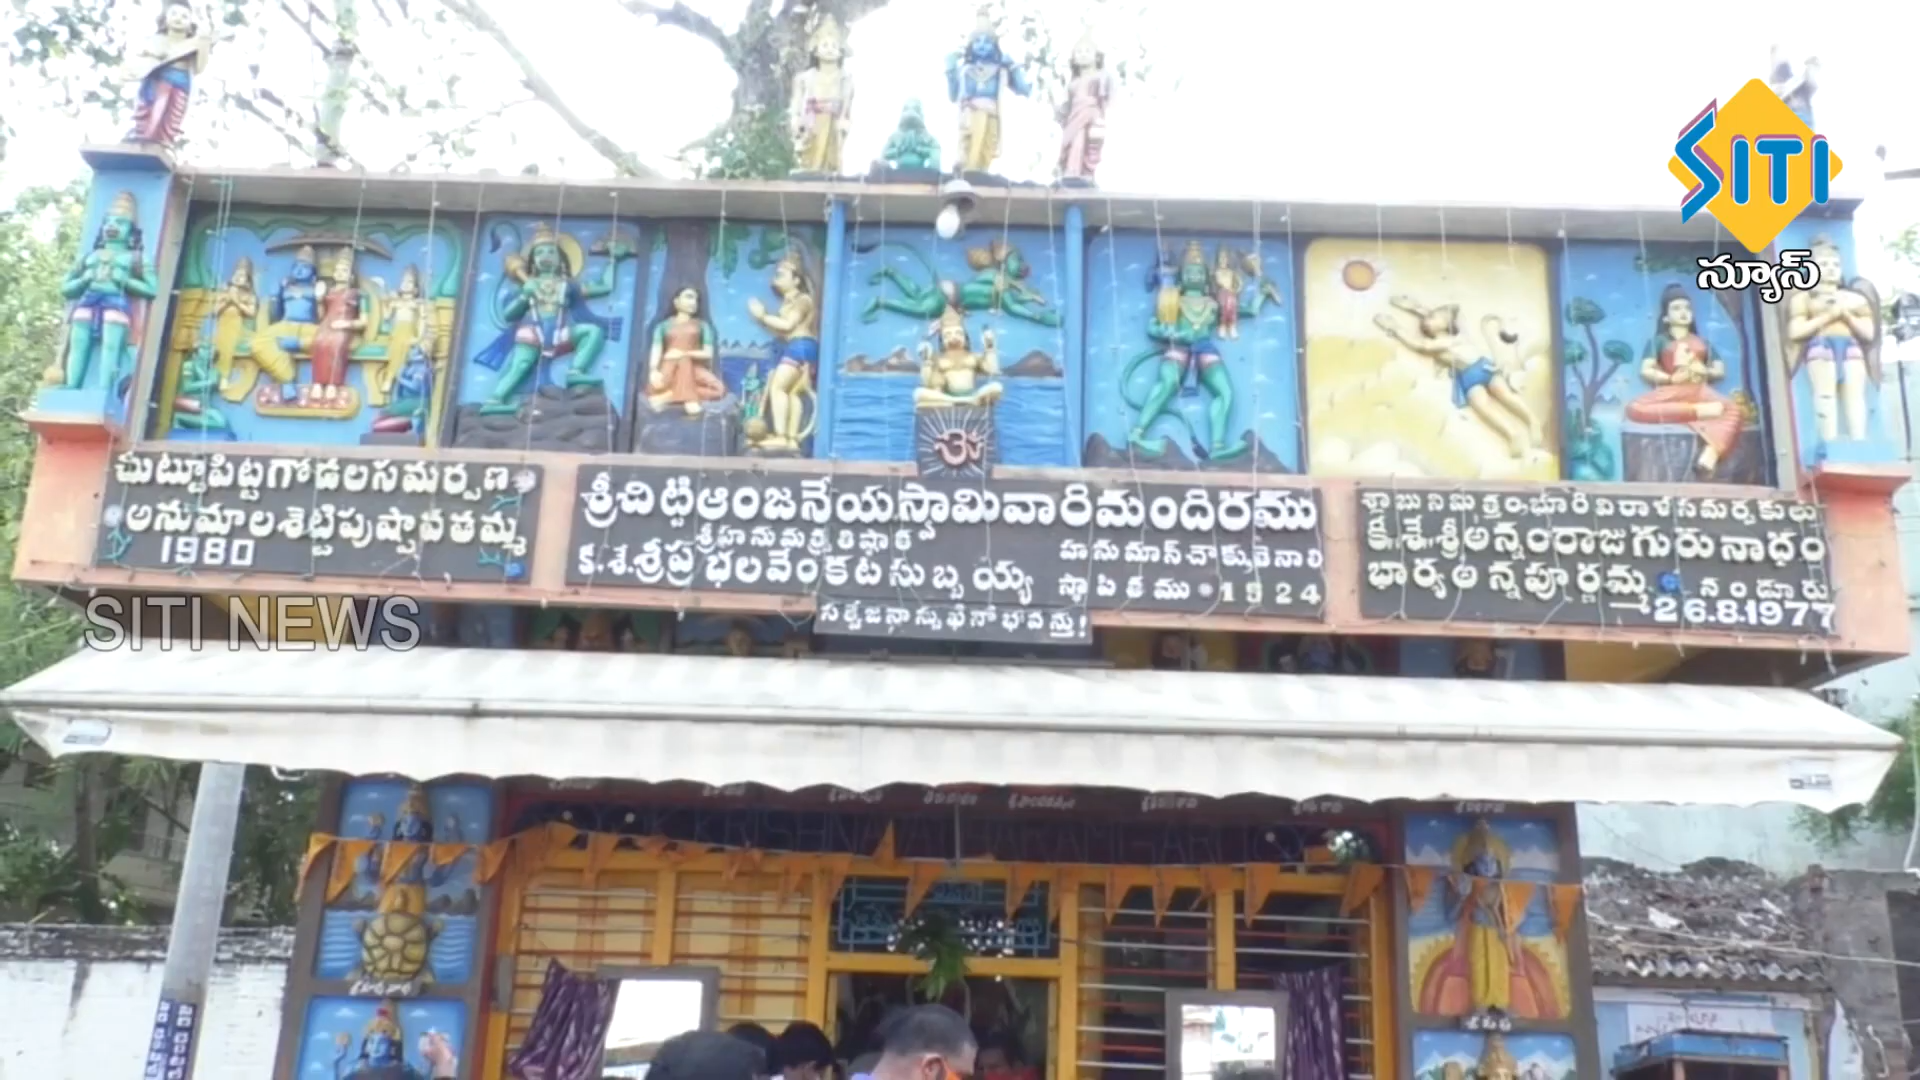 SITI
న్యూస్
చుట్టూపిట్టగోడలసమర్పణ
అనుమాలశెట్టిపుష్పావతమ్మ
1980
శ్రీచిట్టిఆంజనేయస్వామివారిమందిరము
శ్రీహనుమత్ప్రతిష్ఠాత
కీ.శే.శ్రీప్రభలవేంకటసుబ్బయ్య
హనుమాన్ చౌక్కుతెనాలి
స్థాపితము 1924
సర్వేజనాన్సుఖినోభవన్తు!
శ్లాబునిమిత్తంభూరివిరాళసమర్పకులు
కీ.శే.శ్రీఅన్నంరాజుగురునాధం
భార్యఅన్నపూర్ణమ్మ నండూరు
26.8.1977
SITI NEWS